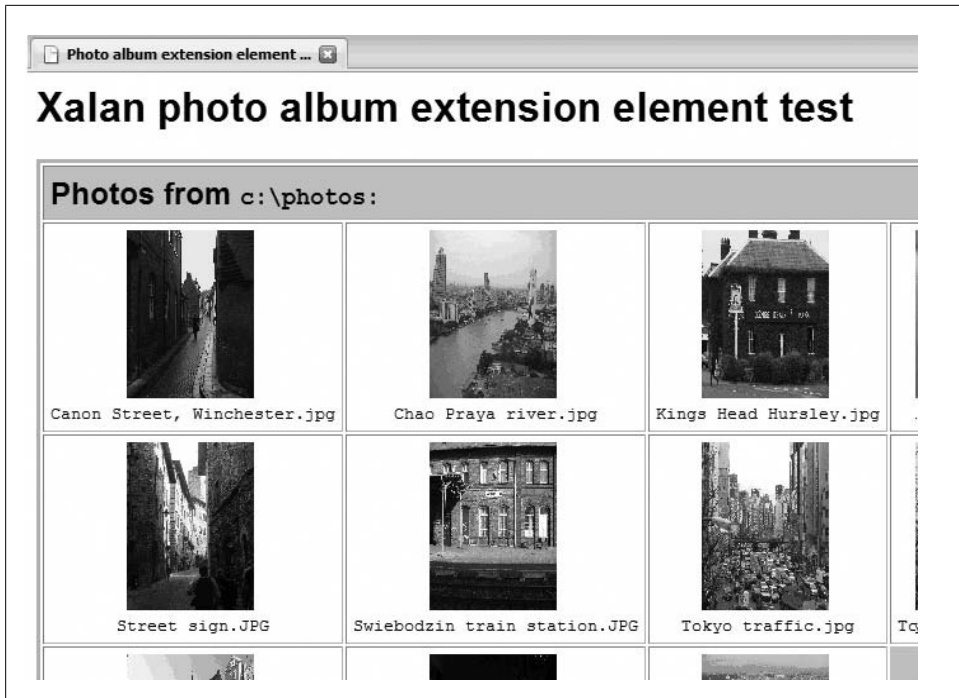 Photo album extension element ...
Xalan photo album extension element test
Photos from c:\photos:
Canon Street, Winchester.jpg
Chao Praya river.jpg
Kings Head Hursley.jpg
Street sign.JPG
Swiebodzin train station.JPG
Tokyo traffic.jpg